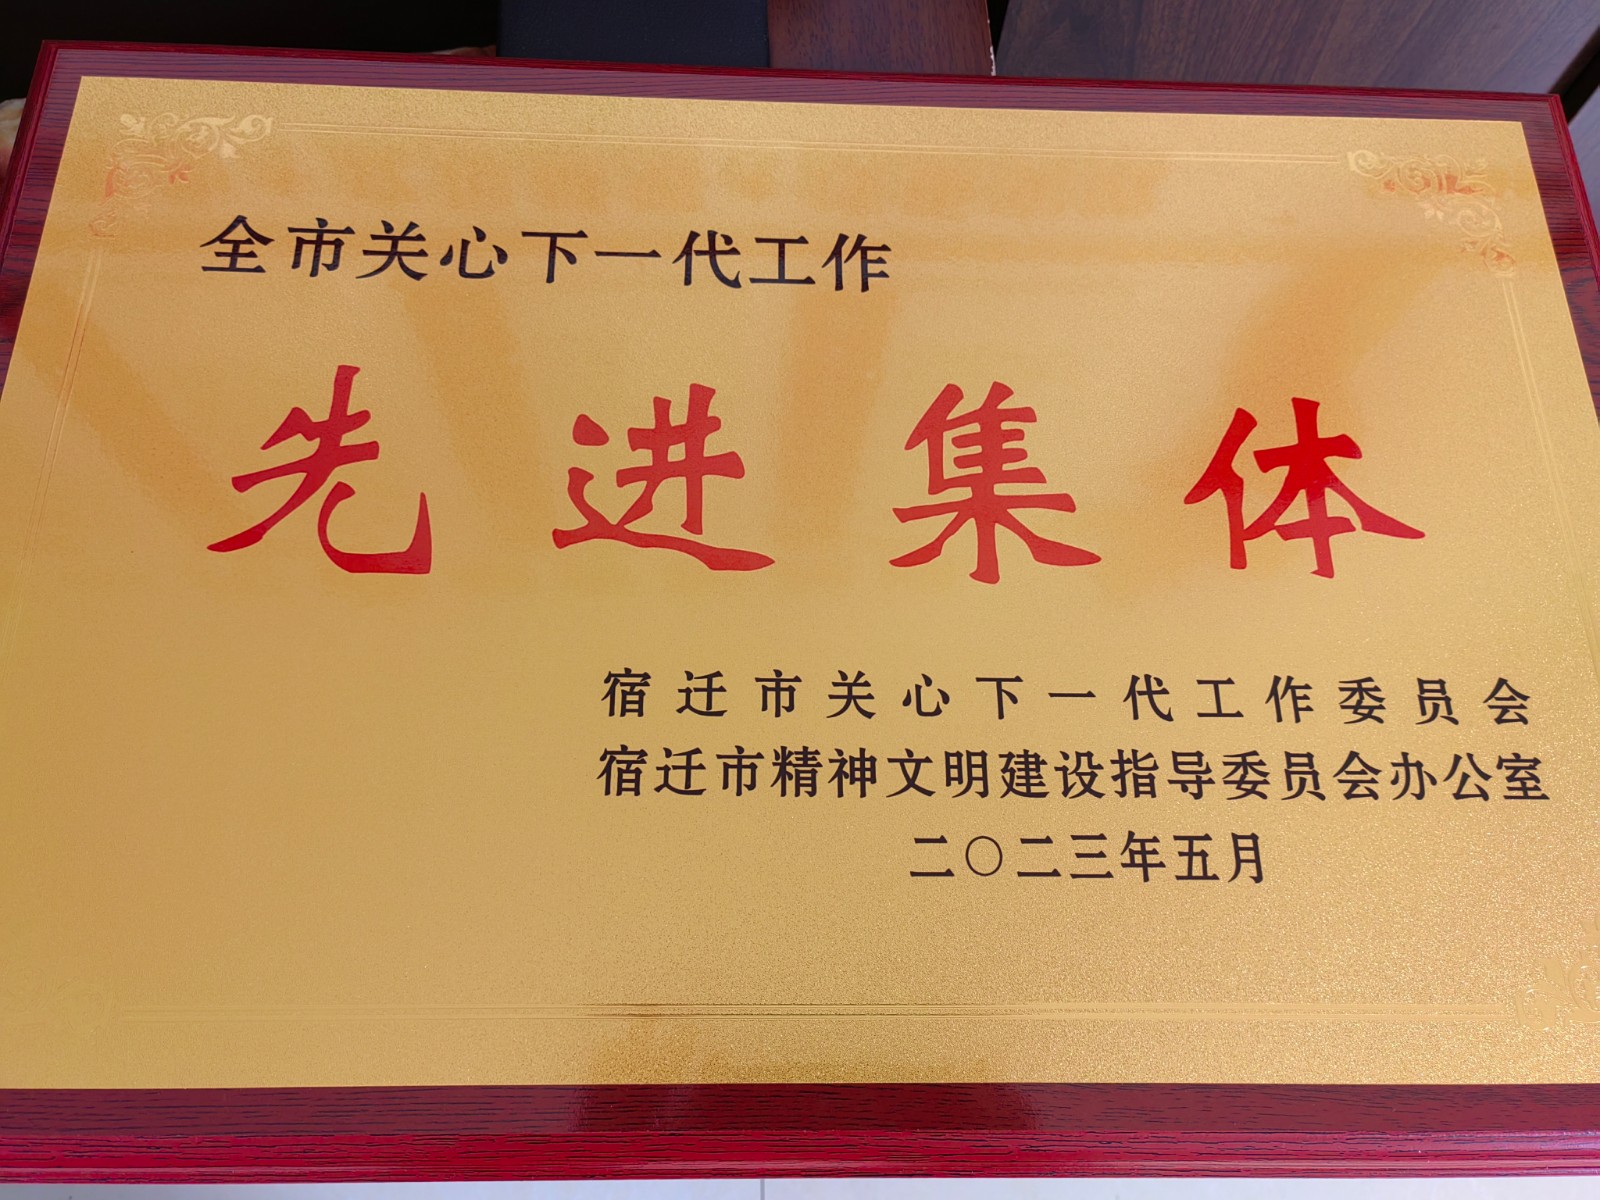 全市关心下一代工作
先进集体
宿迁市关心下一代工作委员会
宿迁市精神文明建设指导委员会办公室
二〇二三年五月